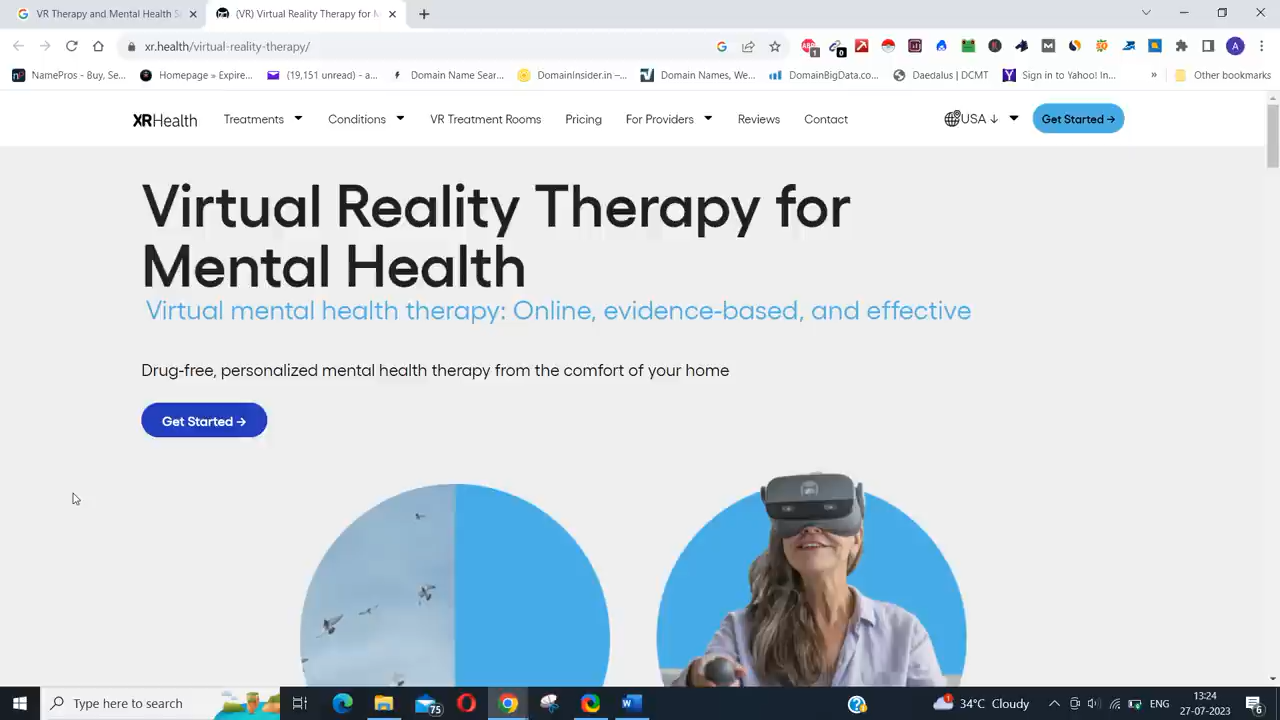 VR Therapy and Mental Health S
(VR) Virtual Reality Therapy for M
xr.health/virtual-reality-therapy/
NamePros - Buy, Se...
Homepage » Expire...
(19,151 unread) - a...
Domain Name Sear...
DomainInsider.in –...
Domain Names, We...
DomainBigData.co...
Daedalus | DCMT
Sign in to Yahoo! In...
»
Other bookmarks
XRHealth
Treatments
Conditions
VR Treatment Rooms
Pricing
For Providers
Reviews
Contact
USA ↓
Get Started →
Virtual Reality Therapy for
Mental Health
Virtual mental health therapy: Online, evidence-based, and effective
Drug-free, personalized mental health therapy from the comfort of your home
Get Started →
Type here to search
75
34°C Cloudy
ENG
13:24
27-07-2023
6